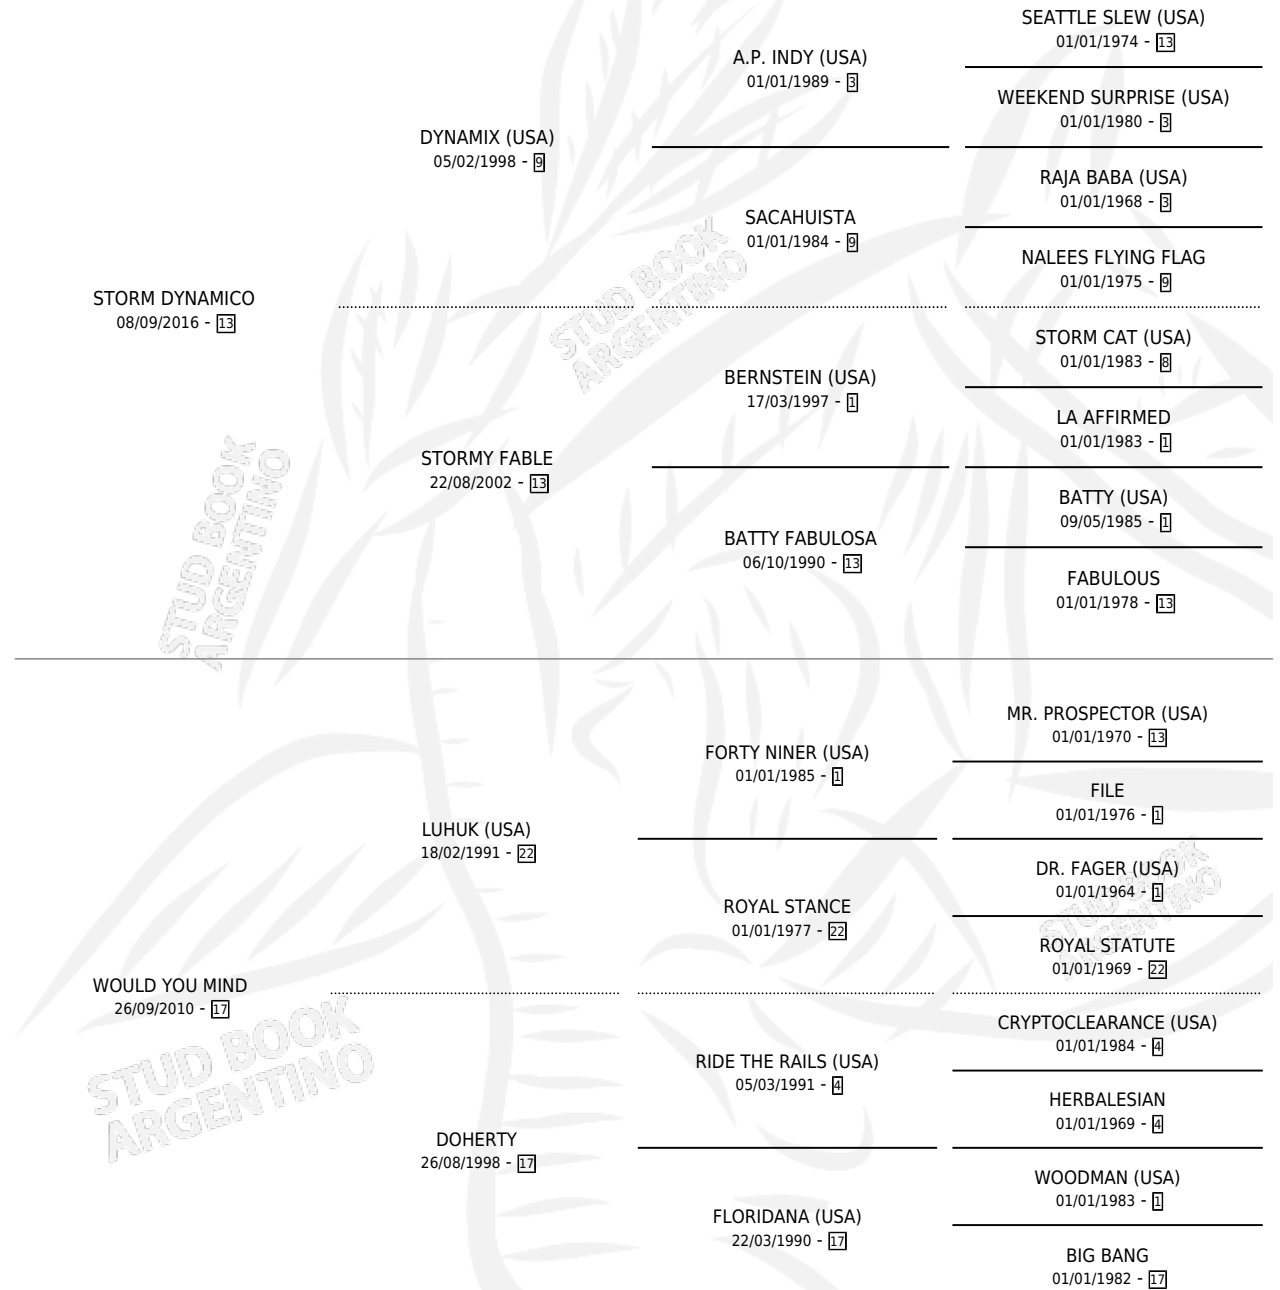 SEATTLE SLEW (USA)
01/01/1974 - 13
A.P. INDY (USA)
01/01/1989 - 3
WEEKEND SURPRISE (USA)
01/01/1980 - 3
DYNAMIX (USA)
05/02/1998 - 9
RAJA BABA (USA)
01/01/1968 - 3
SACAHUISTA
01/01/1984 - 9
NALEES FLYING FLAG
01/01/1975 - 9
STORM DYNAMICO
08/09/2016 - 13
STUD BOOK
ARGENTINO
STORM CAT (USA)
01/01/1983 - 8
BERNSTEIN (USA)
17/03/1997 - 1
LA AFFIRMED
01/01/1983 - 1
STORMY FABLE
22/08/2002 - 13
BATTY (USA)
09/05/1985 - 1
BATTY FABULOSA
06/10/1990 - 13
FABULOUS
01/01/1978 - 13
STUD BOOK
ARGENTINO
MR. PROSPECTOR (USA)
01/01/1970 - 13
FORTY NINER (USA)
01/01/1985 - 1
FILE
01/01/1976 - 1
LUHUK (USA)
18/02/1991 - 22
DR. FAGER (USA)
01/01/1964 - 1
STUD BOOK
ARGENTINO
ROYAL STANCE
01/01/1977 - 22
ROYAL STATUTE
01/01/1969 - 22
WOULD YOU MIND
26/09/2010 - 17
STUD BOOK
ARGENTINO
CRYPTOCLEARANCE (USA)
01/01/1984 - 4
RIDE THE RAILS (USA)
05/03/1991 - 4
HERBALESIAN
01/01/1969 - 4
DOHERTY
26/08/1998 - 17
WOODMAN (USA)
01/01/1983 - 1
FLORIDANA (USA)
22/03/1990 - 17
BIG BANG
01/01/1982 - 17